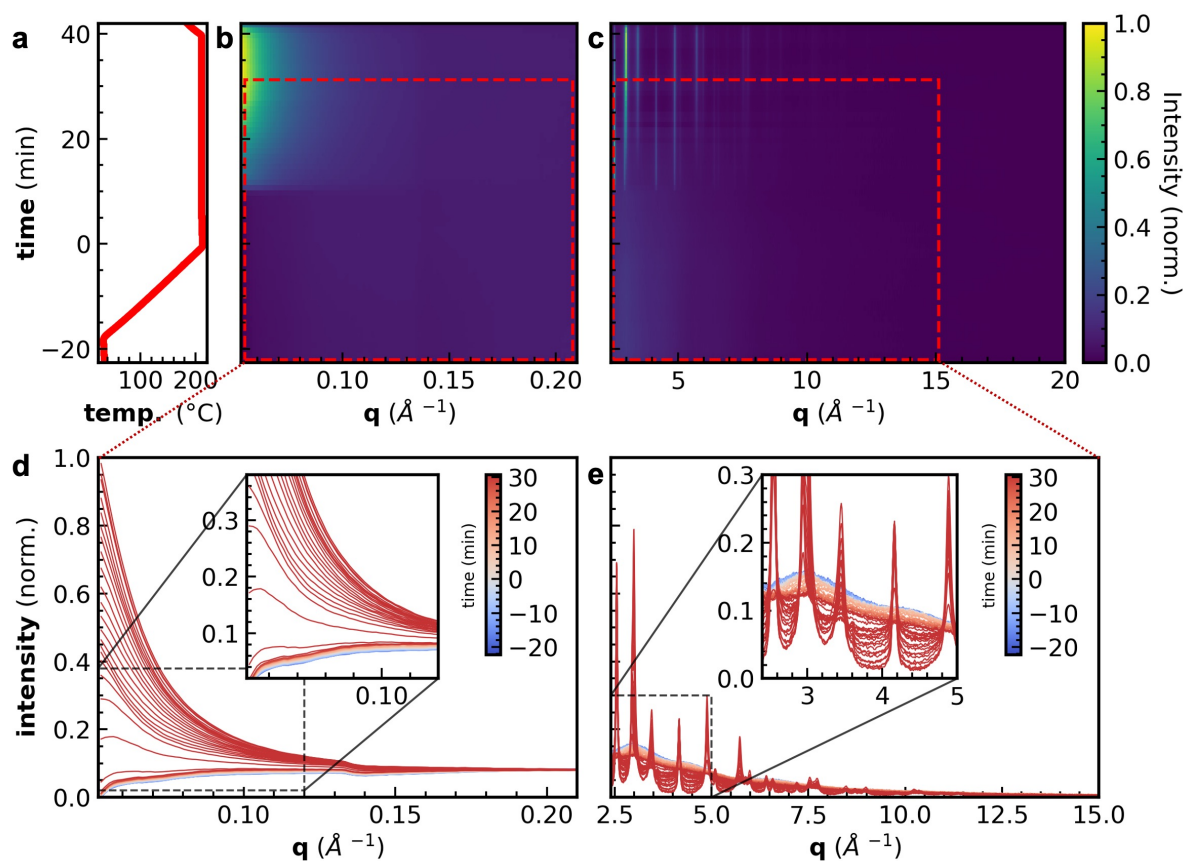 a
b
c
40
20
0
−20
time (min)
100 200
temp. (°C)
0.10 0.15 0.20
q (Å ⁻¹)
5 10 15 20
q (Å ⁻¹)
1.0
0.8
0.6
0.4
0.2
0.0
Intensity (norm.)
d
1.0
0.8
0.6
0.4
0.2
0.0
intensity (norm.)
0.3
0.2
0.1
0.10
30
20
10
0
−10
−20
time (min)
0.10 0.15 0.20
q (Å ⁻¹)
e
0.3
0.2
0.1
0.0
3 4 5
30
20
10
0
−10
−20
time (min)
2.5 5.0 7.5 10.0 12.5 15.0
q (Å ⁻¹)